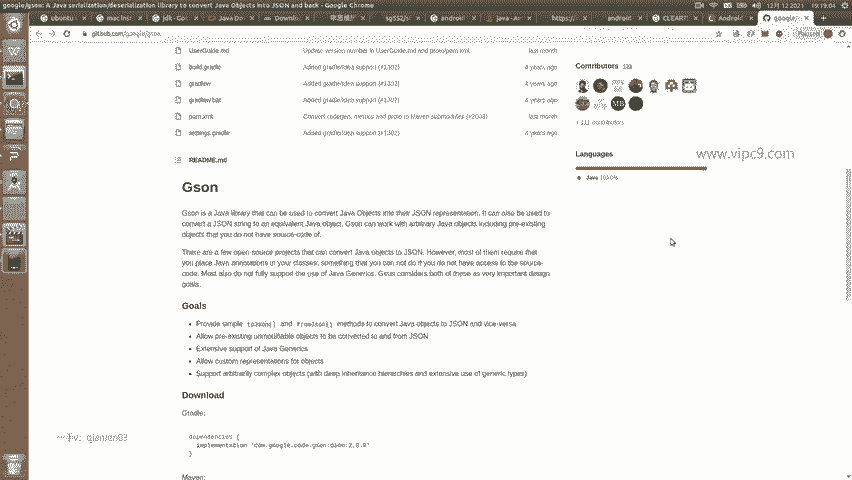 google/gson: A Java serialization/deserialization library to convert Java Objects into JSON and back - Google Chrome
12月 12 2021 19:19:04
github.com/google/gson
UserGuide.md Update version number in UserGuide.md and proto/pom.xml last month
build.gradle Added gradle/idea support (#1302) 4 years ago
gradlew Added gradle/idea support (#1302) 4 years ago
gradlew.bat Added gradle/idea support (#1302) 4 years ago
pom.xml Convert codegen, metrics and proto to Maven submodules last month
settings.gradle Added gradle/idea support (#1302) 4 years ago
Contributors
contributors
Languages
Java 100.0%
www.vipc9.com
README.md
Gson
Gson is a Java library that can be used to convert Java Objects into their JSON representation. It can also be used to
convert a JSON string to an equivalent Java object. Gson can work with arbitrary Java objects including pre-existing
objects that you do not have source-code of.
There are a few open-source projects that can convert Java objects to JSON. However, most of them require that
you place Java annotations in your classes; something that you can not do if you do not have access to the source-
code. Most also do not fully support the use of Java Generics. Gson considers both of these as very important design
goals.
Goals
Provide simple toJson() and fromJson() methods to convert Java objects to JSON and vice-versa
Allow pre-existing unmodifiable objects to be converted to and from JSON
Extensive support of Java Generics
Allow custom representations for objects
Support arbitrarily complex objects (with deep inheritance hierarchies and extensive use of generic types)
Download
Gradle:
dependencies {
implementation 'com.google.code.gson:gson:2.8.9'
}
Maven: